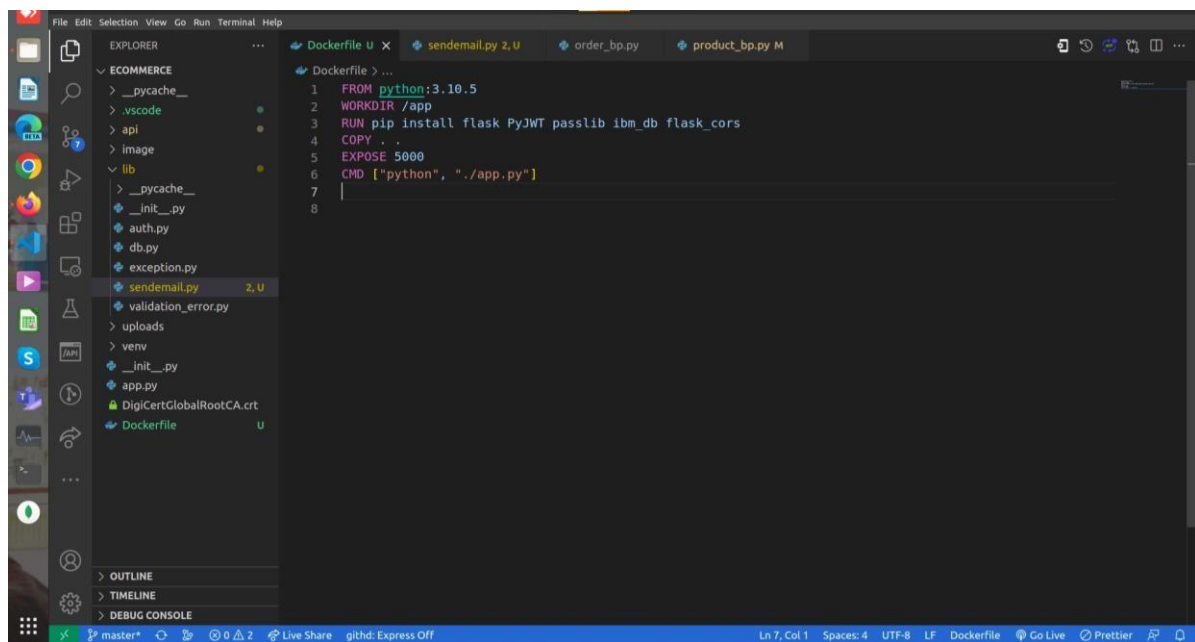 File Edit Selection View Go Run Terminal Help
EXPLORER ...
Dockerfile U X sendemail.py 2, U order_bp.py product_bp.py M
ECOMMERCE
Dockerfile > ...
__pycache__
.vscode
api
image
lib
__pycache__
__init__.py
auth.py
db.py
exception.py
sendemail.py 2, U
validation_error.py
uploads
venv
__init__.py
app.py
DigiCertGlobalRootCA.crt
Dockerfile U
OUTLINE
TIMELINE
DEBUG CONSOLE
1 FROM python:3.10.5
2 WORKDIR /app
3 RUN pip install flask PyJWT passlib ibm_db flask_cors
4 COPY . .
5 EXPOSE 5000
6 CMD ["python", "./app.py"]
7
8
BETA
7
/API
master* 0 2 Live Share githd: Express Off Ln 7, Col 1 Spaces: 4 UTF-8 LF Dockerfile Go Live Prettier